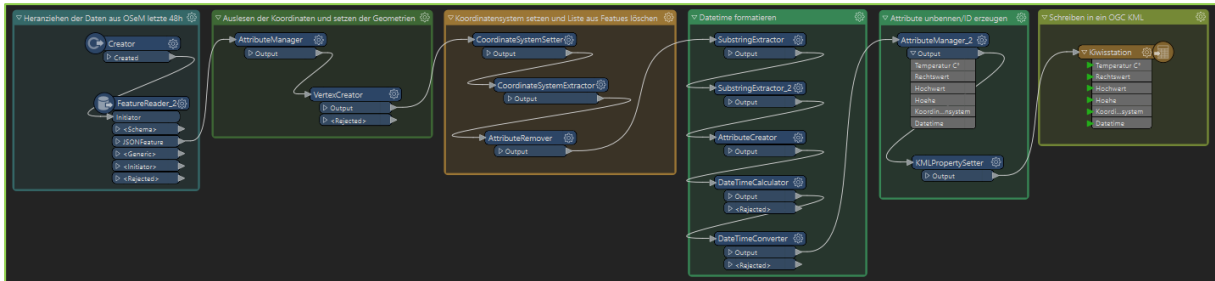 Heranziehen der Daten aus OSeM letzte 48h
Creator
Created
FeatureReader_2
Initiator
<Schema>
JSONFeature
<Generic>
<Initiator>
<Rejected>
Auslesen der Koordinaten und setzen der Geometrien
AttributeManager
Output
VertexCreator
Output
<Rejected>
Koordinatensystem setzen und Liste aus Featues löschen
CoordinateSystemSetter
Output
CoordinateSystemExtractor
Output
AttributeRemover
Output
Datetime formatieren
SubstringExtractor
Output
SubstringExtractor_2
Output
AttributeCreator
Output
DateTimeCalculator
Output
<Rejected>
DateTimeConverter
Output
<Rejected>
Attribute unbennen/ID erzeugen
AttributeManager_2
Output
Temperatur C°
Rechtswert
Hochwert
Hoehe
Koordin...nsystem
Datetime
KMLPropertySetter
Output
Schreiben in ein OGC KML
Kiwisstation
Temperatur C°
Rechtswert
Hochwert
Hoehe
Koordi...nsystem
Datetime